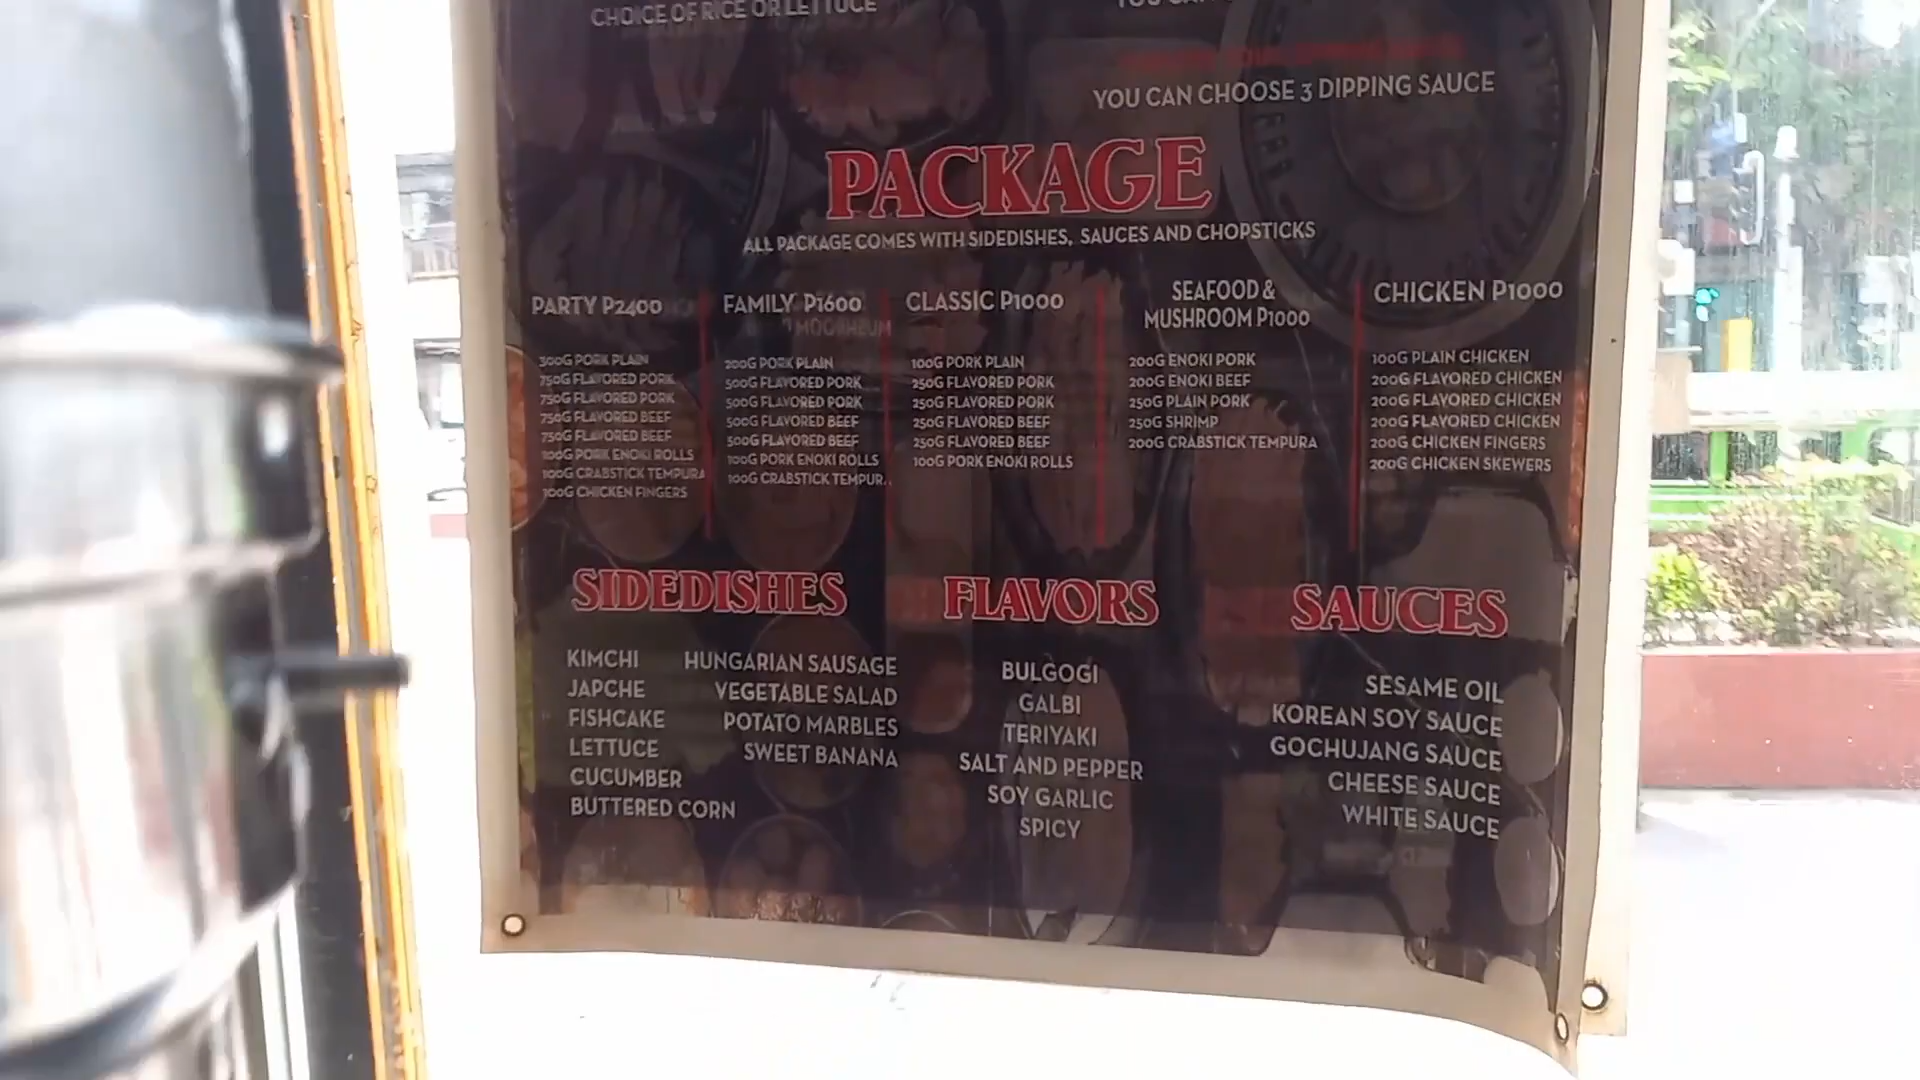 CHOICE OF RICE OR LETTUCE
YOU CAN
YOU CAN CHOOSE 3 DIPPING SAUCE
PACKAGE
ALL PACKAGE COMES WITH SIDEDISHES, SAUCES AND CHOPSTICKS
PARTY P2400
300G PORK PLAIN
750G FLAVORED PORK
750G FLAVORED PORK
750G FLAVORED BEEF
750G FLAVORED BEEF
100G PORK ENOKI ROLLS
100G CRABSTICK TEMPURA
100G CHICKEN FINGERS
FAMILY P1600
200G PORK PLAIN
500G FLAVORED PORK
500G FLAVORED PORK
500G FLAVORED BEEF
500G FLAVORED BEEF
100G PORK ENOKI ROLLS
100G CRABSTICK TEMPUR
CLASSIC P1000
100G PORK PLAIN
250G FLAVORED PORK
250G FLAVORED PORK
250G FLAVORED BEEF
250G FLAVORED BEEF
100G PORK ENOKI ROLLS
SEAFOOD &
MUSHROOM P1000
200G ENOKI PORK
200G ENOKI BEEF
250G PLAIN PORK
250G SHRIMP
200G CRABSTICK TEMPURA
CHICKEN P1000
100G PLAIN CHICKEN
200G FLAVORED CHICKEN
200G FLAVORED CHICKEN
200G FLAVORED CHICKEN
200G CHICKEN FINGERS
200G CHICKEN SKEWERS
SIDEDISHES
KIMCHI
JAPCHE
FISHCAKE
LETTUCE
CUCUMBER
BUTTERED CORN
HUNGARIAN SAUSAGE
VEGETABLE SALAD
POTATO MARBLES
SWEET BANANA
FLAVORS
BULGOGI
GALBI
TERIYAKI
SALT AND PEPPER
SOY GARLIC
SPICY
SAUCES
SESAME OIL
KOREAN SOY SAUCE
GOCHUJANG SAUCE
CHEESE SAUCE
WHITE SAUCE